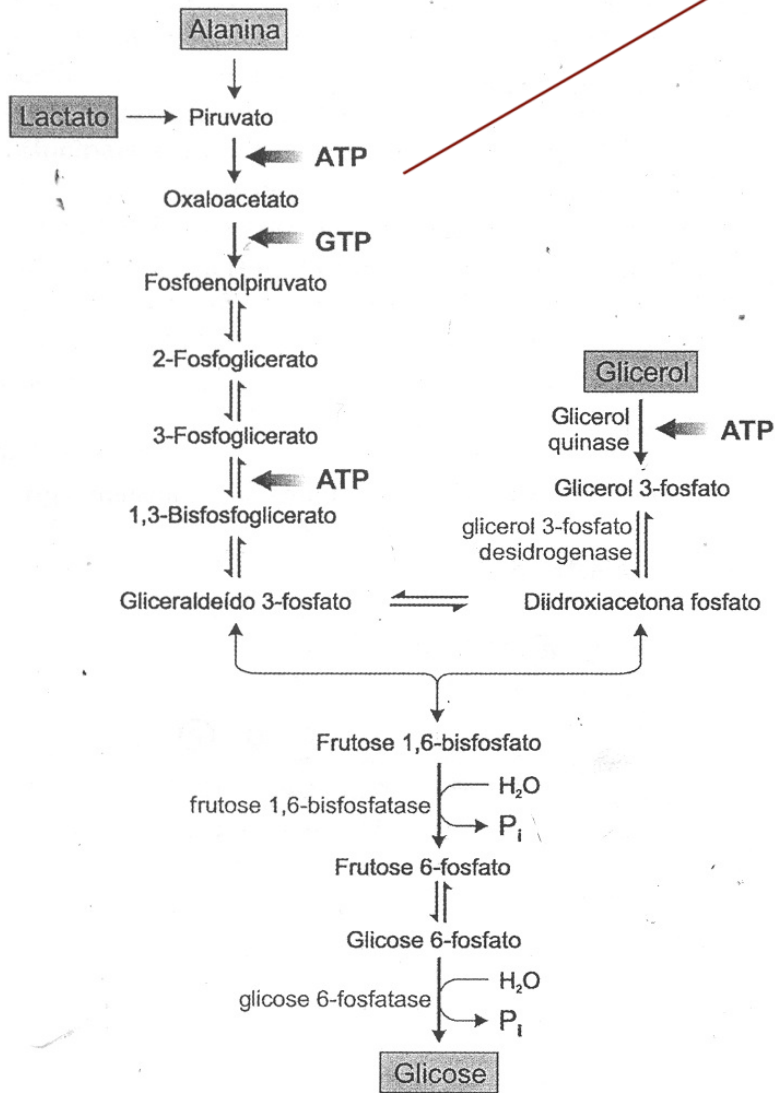 Alanina
Lactato
Piruvato
ATP
Oxaloacetato
GTP
Fosfoenolpiruvato
2-Fosfoglicerato
3-Fosfoglicerato
ATP
1,3-Bisfosfoglicerato
Gliceraldeído 3-fosfato
Glicerol
Glicerol
quinase
ATP
Glicerol 3-fosfato
glicerol 3-fosfato
desidrogenase
Diidroxiacetona fosfato
Frutose 1,6-bisfosfato
frutose 1,6-bisfosfatase
H₂O
Pi
Frutose 6-fosfato
Glicose 6-fosfato
glicose 6-fosfatase
H₂O
Pi
Glicose